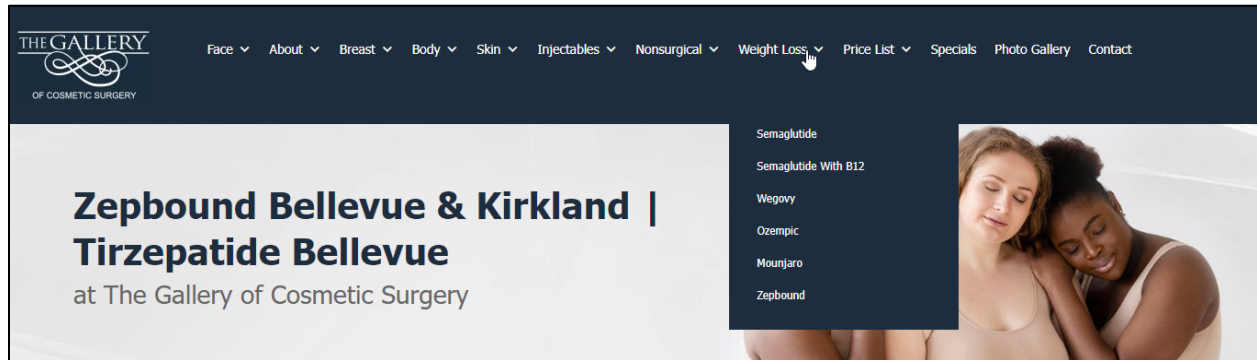 THE GALLERY
OF COSMETIC SURGERY
Face About Breast Body Skin Injectables Nonsurgical Weight Loss Price List Specials Photo Gallery Contact
Semaglutide
Semaglutide With B12
Wegovy
Ozempic
Mounjaro
Zepbound
Zepbound Bellevue & Kirkland |
Tirzepatide Bellevue
at The Gallery of Cosmetic Surgery